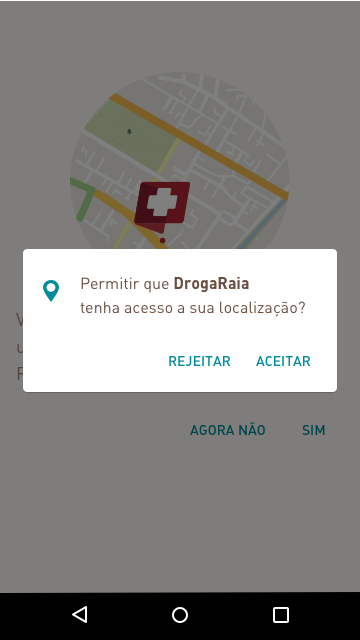 Permitir que DrogaRaia
tenha acesso a sua localização?
REJEITAR ACEITAR
AGORA NÃO SIM